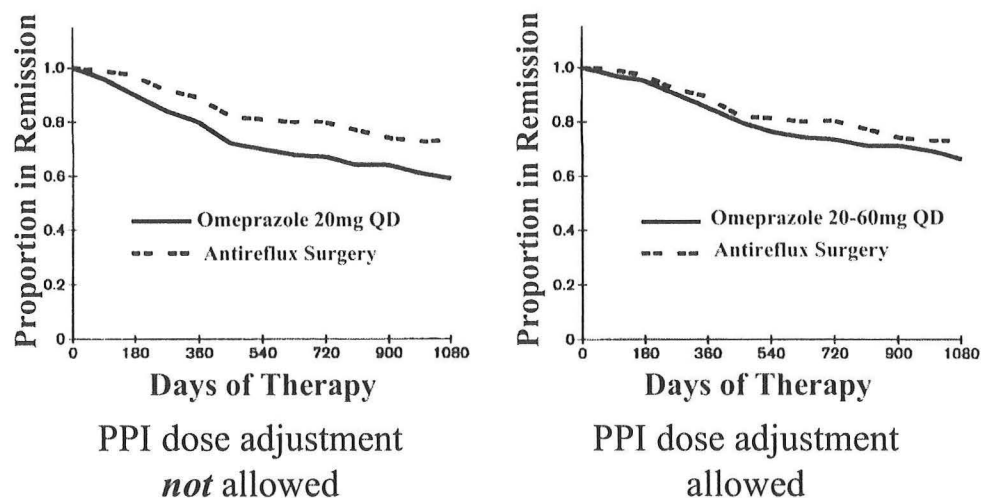 Proportion in Remission
1.0
0.8
0.6
0.4
0.2
0
Omeprazole 20mg QD
Antireflux Surgery
0 180 360 540 720 900 1080
Days of Therapy
PPI dose adjustment
not allowed
Proportion in Remission
1.0
0.8
0.6
0.4
0.2
0
Omeprazole 20-60mg QD
Antireflux Surgery
0 180 360 540 720 900 1080
Days of Therapy
PPI dose adjustment
allowed